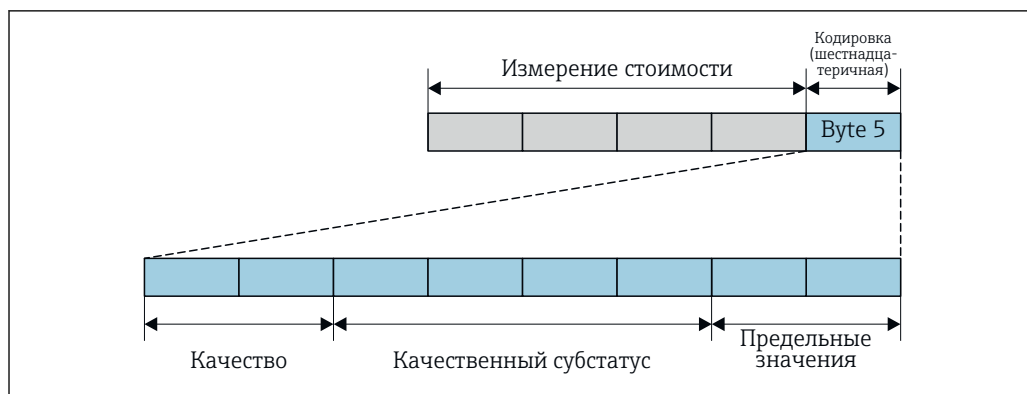 Кодировка
(шестнадца-
теричная)
Измерение стоимости
Byte 5
Качество
Качественный субстатус
Предельные
значения